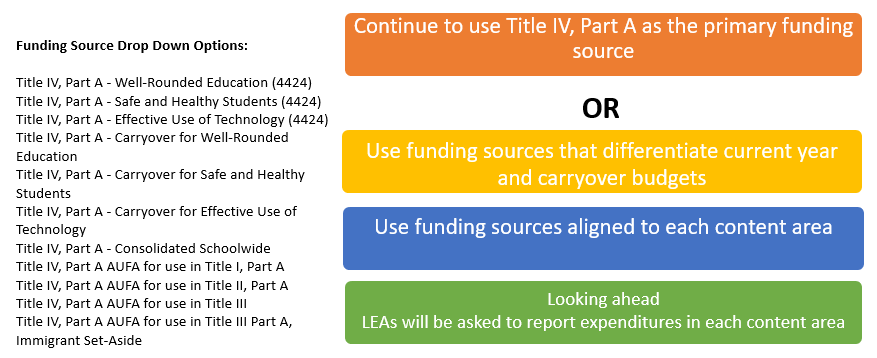 Funding Source Drop Down Options:
Title IV, Part A - Well-Rounded Education (4424)
Title IV, Part A - Safe and Healthy Students (4424)
Title IV, Part A - Effective Use of Technology (4424)
Title IV, Part A - Carryover for Well-Rounded
Education
Title IV, Part A - Carryover for Safe and Healthy
Students
Title IV, Part A - Carryover for Effective Use of
Technology
Title IV, Part A - Consolidated Schoolwide
Title IV, Part A AUFA for use in Title I, Part A
Title IV, Part A AUFA for use in Title II, Part A
Title IV, Part A AUFA for use in Title III
Title IV, Part A AUFA for use in Title III Part A,
Immigrant Set-Aside
Continue to use Title IV, Part A as the primary funding
source
OR
Use funding sources that differentiate current year
and carryover budgets
Use funding sources aligned to each content area
Looking ahead
LEAs will be asked to report expenditures in each content area